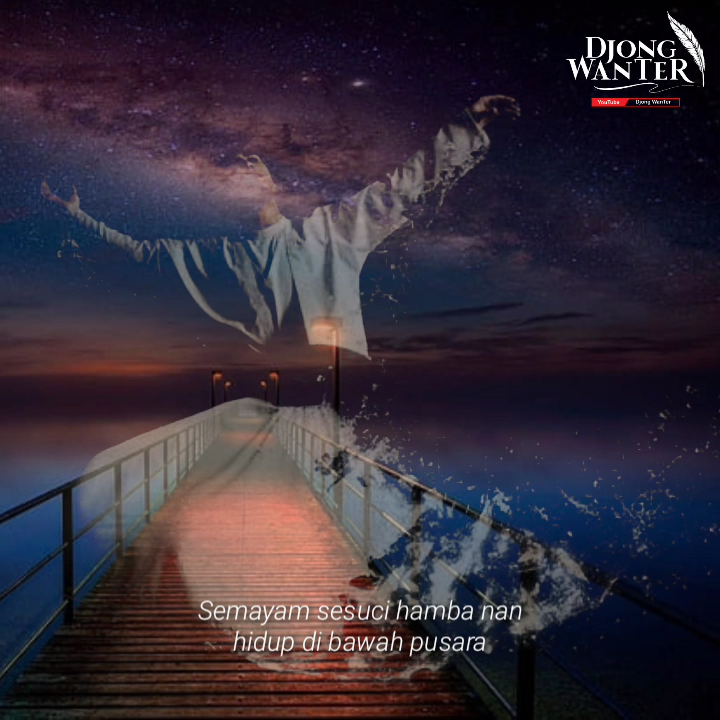 DJONG
WANTER
YouTube Djong WanTer
Semayam sesuci hamba nan
hidup di bawah pusara